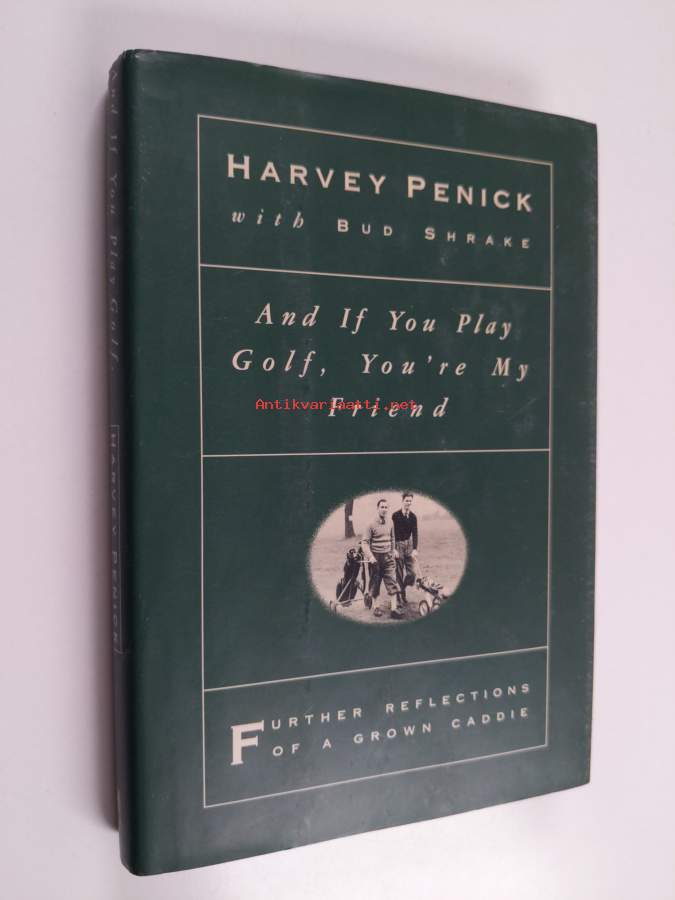 HARVEY PENICK
with BUD SHRAKE
And If You Play
Golf, You're My
Friend
Antikvariaatti.net
FURTHER REFLECTIONS
OF A GROWN CADDIE
And If You Play Golf,
HARVEY PENICK